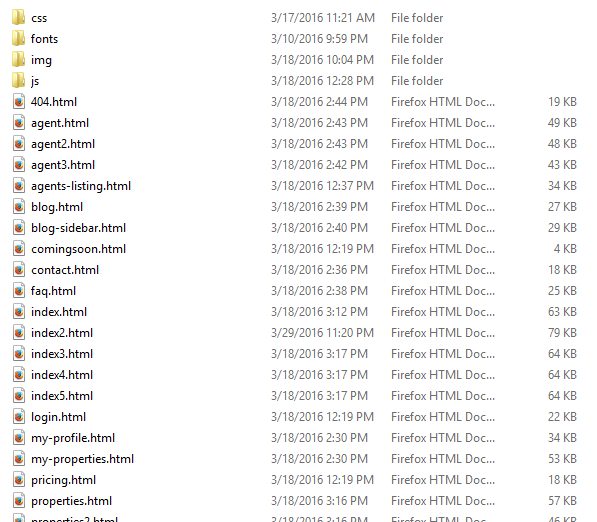 css 3/17/2016 11:21 AM File folder
fonts 3/10/2016 9:59 PM File folder
img 3/18/2016 10:04 PM File folder
js 3/18/2016 12:28 PM File folder
404.html 3/18/2016 2:44 PM Firefox HTML Doc... 19 KB
agent.html 3/18/2016 2:43 PM Firefox HTML Doc... 49 KB
agent2.html 3/18/2016 2:43 PM Firefox HTML Doc... 48 KB
agent3.html 3/18/2016 2:42 PM Firefox HTML Doc... 43 KB
agents-listing.html 3/18/2016 12:37 PM Firefox HTML Doc... 34 KB
blog.html 3/18/2016 2:39 PM Firefox HTML Doc... 27 KB
blog-sidebar.html 3/18/2016 2:40 PM Firefox HTML Doc... 29 KB
comingsoon.html 3/18/2016 12:19 PM Firefox HTML Doc... 4 KB
contact.html 3/18/2016 2:36 PM Firefox HTML Doc... 18 KB
faq.html 3/18/2016 2:38 PM Firefox HTML Doc... 25 KB
index.html 3/18/2016 3:12 PM Firefox HTML Doc... 63 KB
index2.html 3/29/2016 11:20 PM Firefox HTML Doc... 79 KB
index3.html 3/18/2016 3:17 PM Firefox HTML Doc... 64 KB
index4.html 3/18/2016 3:17 PM Firefox HTML Doc... 64 KB
index5.html 3/18/2016 3:17 PM Firefox HTML Doc... 64 KB
login.html 3/18/2016 12:19 PM Firefox HTML Doc... 22 KB
my-profile.html 3/18/2016 2:30 PM Firefox HTML Doc... 34 KB
my-properties.html 3/18/2016 2:30 PM Firefox HTML Doc... 53 KB
pricing.html 3/18/2016 12:19 PM Firefox HTML Doc... 18 KB
properties.html 3/18/2016 3:16 PM Firefox HTML Doc... 57 KB
properties2.html 3/18/2016 3:16 PM Firefox HTML Doc... 46 KB